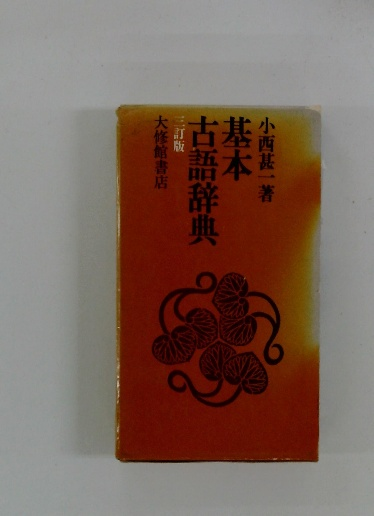 小西甚一著
基本
古語辞典
三訂版
大修館書店